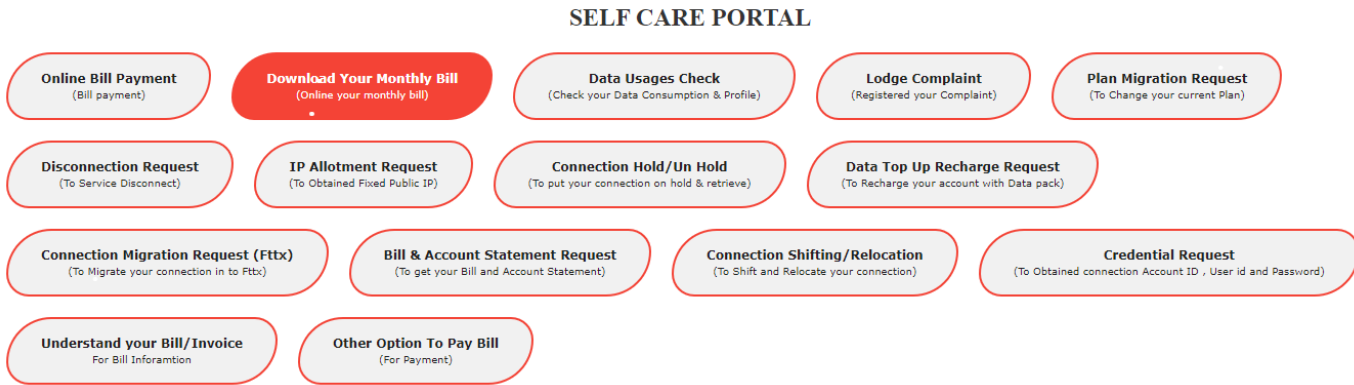 SELF CARE PORTAL
Online Bill Payment
(Bill payment)
Download Your Monthly Bill
(Online your monthly bill)
Data Usages Check
(Check your Data Consumption & Profile)
Lodge Complaint
(Registered your Complaint)
Plan Migration Request
(To Change your current Plan)
Disconnection Request
(To Service Disconnect)
IP Allotment Request
(To Obtained Fixed Public IP)
Connection Hold/Un Hold
(To put your connection on hold & retrieve)
Data Top Up Recharge Request
(To Recharge your account with Data pack)
Connection Migration Request (Fttx)
(To Migrate your connection in to Fttx)
Bill & Account Statement Request
(To get your Bill and Account Statement)
Connection Shifting/Relocation
(To Shift and Relocate your connection)
Credential Request
(To Obtained connection Account ID , User id and Password)
Understand your Bill/Invoice
For Bill Inforamtion
Other Option To Pay Bill
(For Payment)